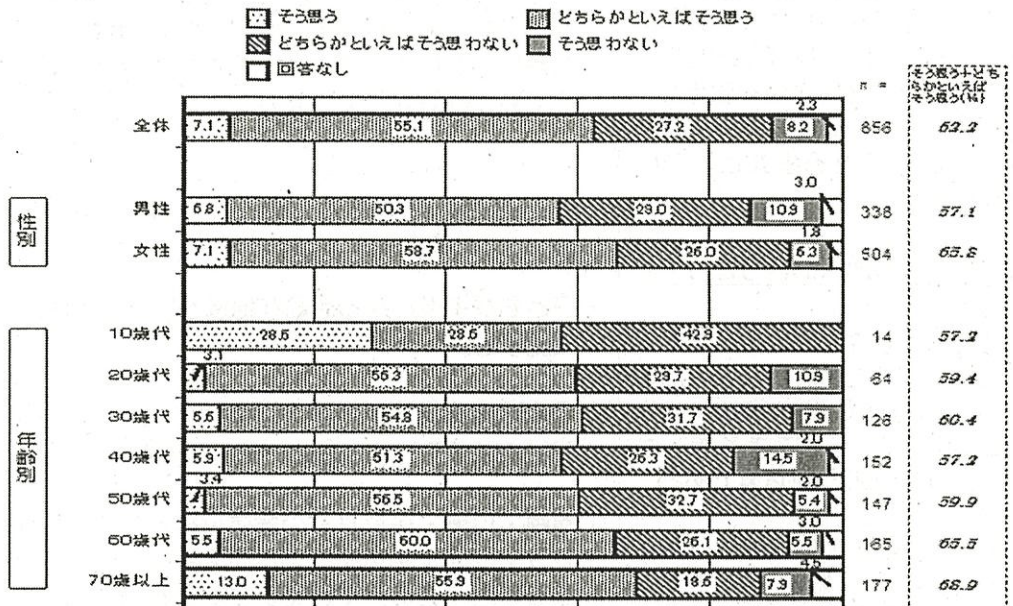 そう思う どちらかといえばそう思う
どちらかといえばそう思わない そう思わない
回答なし
n = そう思う+どち
らかといえば
そう思う(%)
2.3
全体 7.1 55.1 27.2 8.2 856
3.0
性別
男性 6.8 50.3 29.0 10.9 338 57.1
1.8
女性 7.1 58.7 26.0 6.3 504 65.8
年齢別
10歳代 28.6 28.6 42.9 14 57.2
3.1
20歳代 56.3 29.7 10.9 64 59.4
30歳代 5.6 54.8 31.7 7.9 126 60.4
2.0
40歳代 5.9 51.3 26.3 14.5 152 57.2
3.4 2.0
50歳代 56.5 32.7 5.4 147 59.9
3.0
60歳代 5.5 60.0 26.1 5.5 165 65.5
4.5
70歳以上 13.0 55.9 18.6 7.9 177 68.9